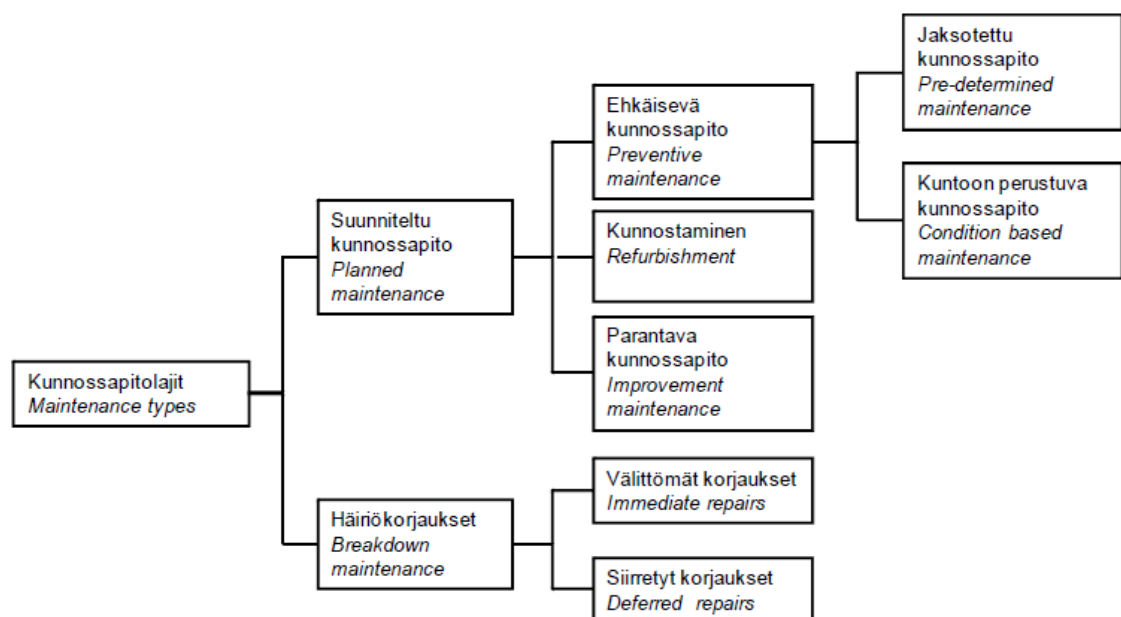 Jaksotettu
kunnossapito
Pre-determined
maintenance
Ehkäisevä
kunnossapito
Preventive
maintenance
Kuntoon perustuva
kunnossapito
Condition based
maintenance
Suunniteltu
kunnossapito
Planned
maintenance
Kunnostaminen
Refurbishment
Parantava
kunnossapito
Improvement
maintenance
Kunnossapitolajit
Maintenance types
Välittömät korjaukset
Immediate repairs
Häiriökorjaukset
Breakdown
maintenance
Siirretyt korjaukset
Deferred repairs